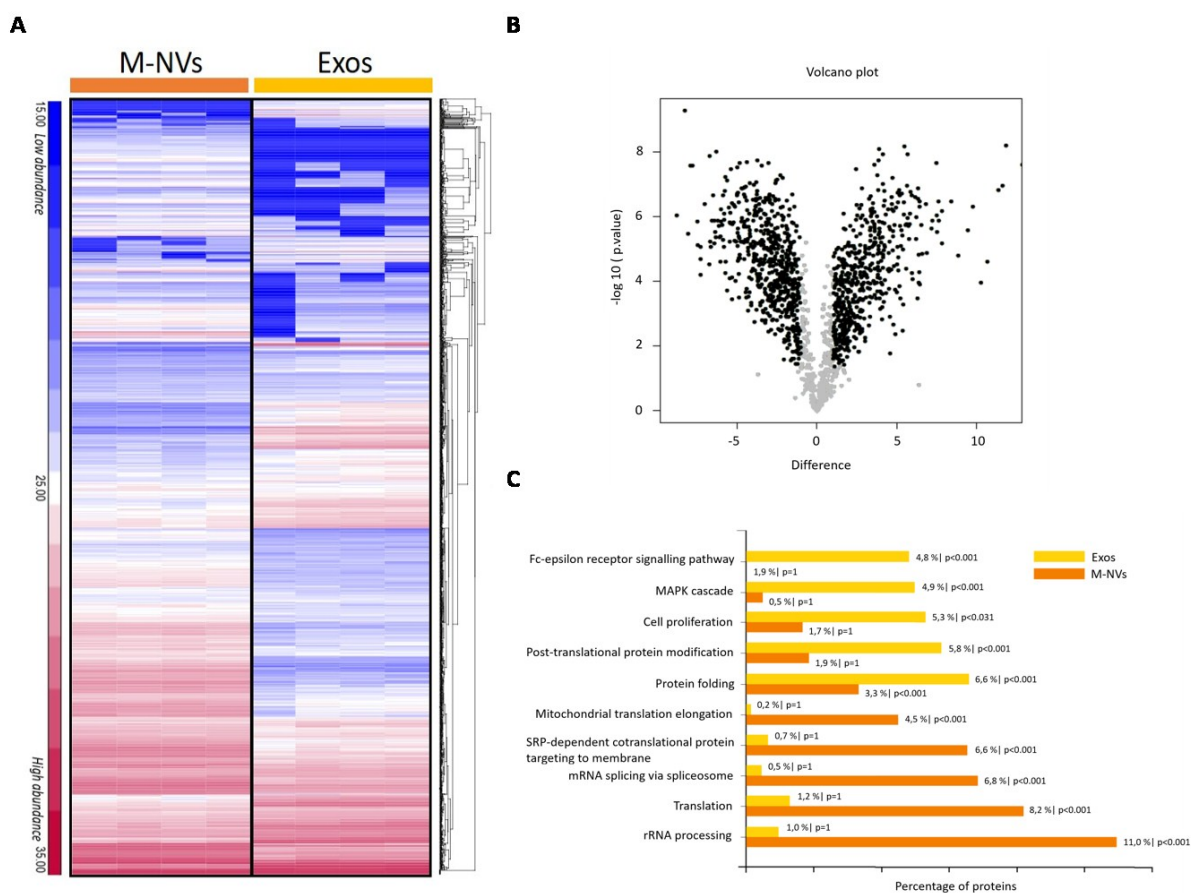 A
M-NVs
Exos
15.00
Low abundance
25.00
High abundance
35.00
B
Volcano plot
-log 10 ( p.value)
8
6
4
2
0
-5
0
5
10
Difference
C
Exos
M-NVs
Fc-epsilon receptor signalling pathway
4,8 %| p<0.001
1,9 %| p=1
MAPK cascade
4,9 %| p<0.001
0,5 %| p=1
Cell proliferation
5,3 %| p<0.031
1,7 %| p=1
Post-translational protein modification
5,8 %| p<0.001
1,9 %| p=1
Protein folding
6,6 %| p<0.001
3,3 %| p<0.001
Mitochondrial translation elongation
0,2 %| p=1
4,5 %| p<0.001
SRP-dependent cotranslational protein
targeting to membrane
0,7 %| p=1
6,6 %| p<0.001
mRNA splicing via spliceosome
0,5 %| p=1
6,8 %| p<0.001
Translation
1,2 %| p=1
8,2 %| p<0.001
rRNA processing
1,0 %| p=1
11,0 %| p<0.001
Percentage of proteins